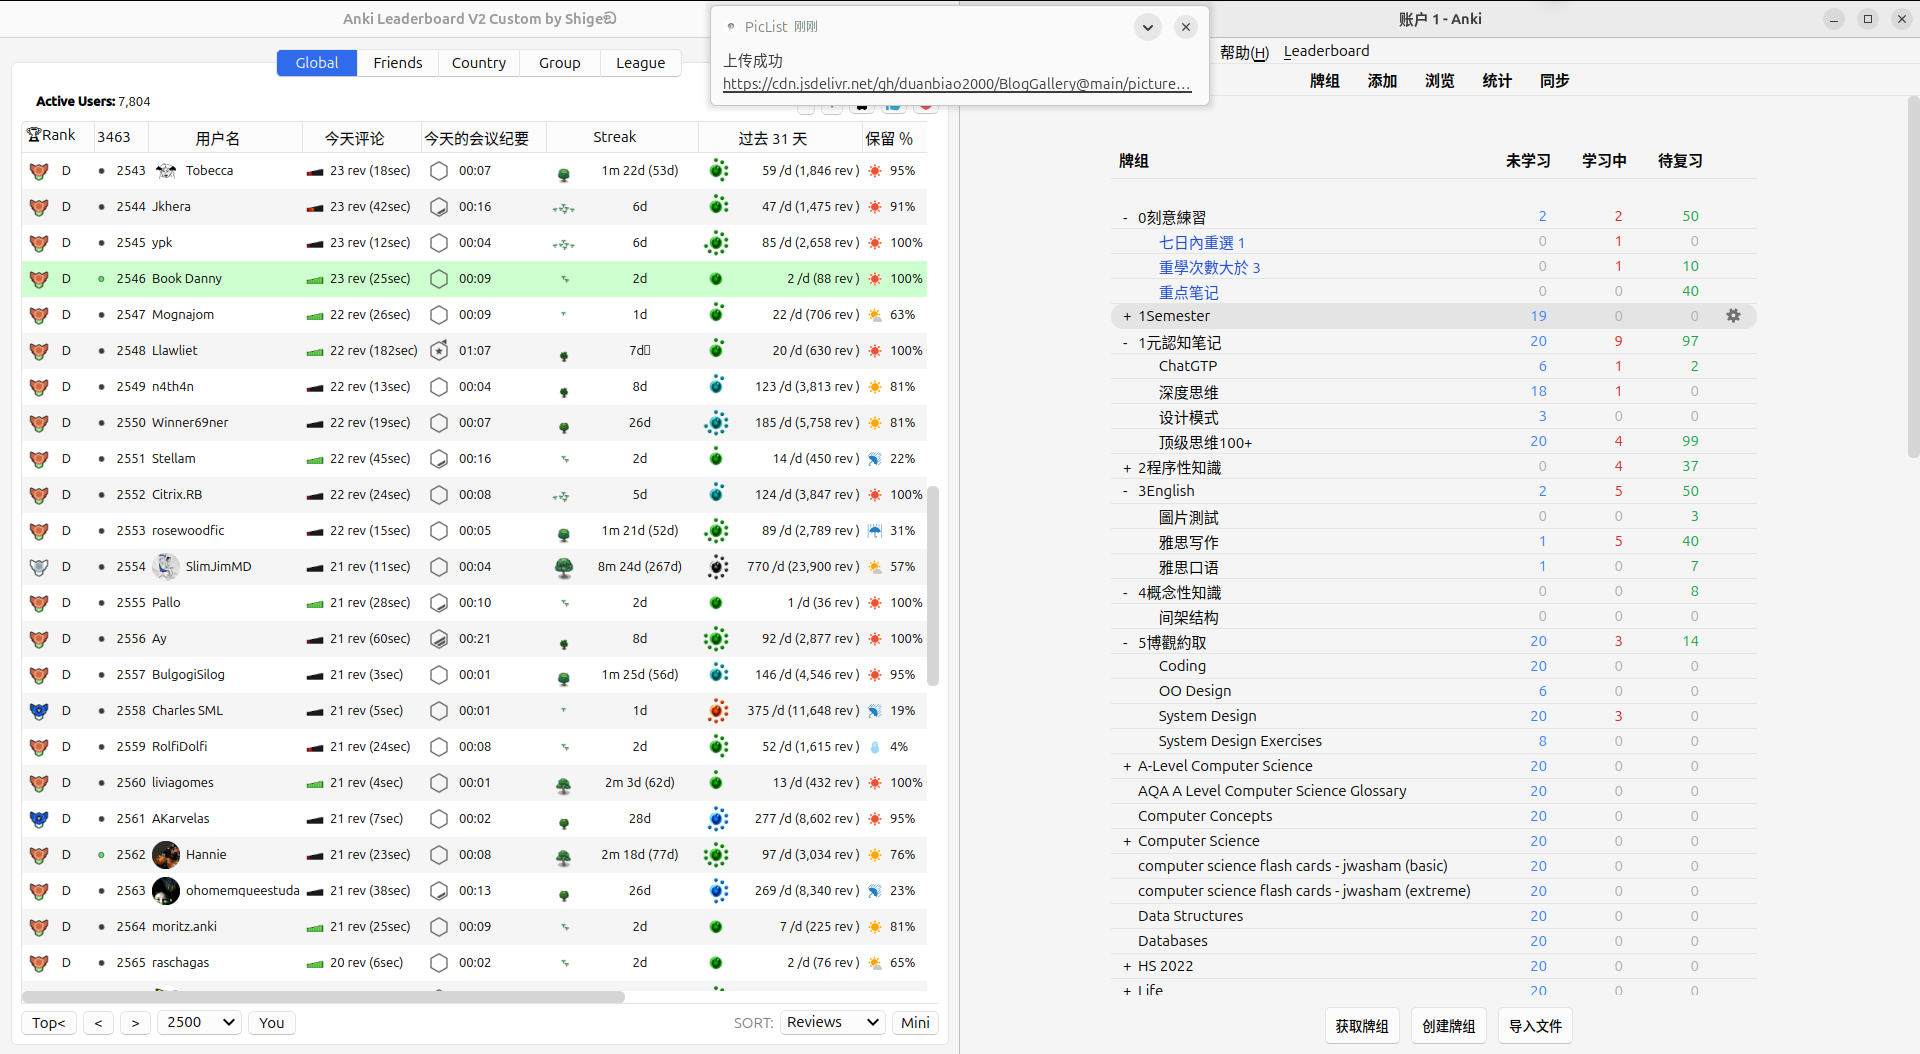 Anki Leaderboard V2 Custom by Shigeඞ
Global Friends Country Group League
Active Users: 7,804
🏆Rank 3463 用户名 今天评论 今天的会议纪要 Streak 过去 31 天 保留 %
D 2543 Tobecca 23 rev (18sec) 00:07 1m 22d (53d) 59 /d (1,846 rev ) 95%
D 2544 Jkhera 23 rev (42sec) 00:16 6d 47 /d (1,475 rev ) 91%
D 2545 ypk 23 rev (12sec) 00:04 6d 85 /d (2,658 rev ) 100%
D 2546 Book Danny 23 rev (25sec) 00:09 2d 2 /d (88 rev ) 100%
D 2547 Mognajom 22 rev (26sec) 00:09 1d 22 /d (706 rev ) 63%
D 2548 Llawliet 22 rev (182sec) 01:07 7d 20 /d (630 rev ) 100%
D 2549 n4th4n 22 rev (13sec) 00:04 8d 123 /d (3,813 rev ) 81%
D 2550 Winner69ner 22 rev (19sec) 00:07 26d 185 /d (5,758 rev ) 81%
D 2551 Stellam 22 rev (45sec) 00:16 2d 14 /d (450 rev ) 22%
D 2552 Citrix.RB 22 rev (24sec) 00:08 5d 124 /d (3,847 rev ) 100%
D 2553 rosewoodfic 22 rev (15sec) 00:05 1m 21d (52d) 89 /d (2,789 rev ) 31%
D 2554 SlimJimMD 21 rev (11sec) 00:04 8m 24d (267d) 770 /d (23,900 rev ) 57%
D 2555 Pallo 21 rev (28sec) 00:10 2d 1 /d (36 rev ) 100%
D 2556 Ay 21 rev (60sec) 00:21 8d 92 /d (2,877 rev ) 100%
D 2557 BulgogiSilog 21 rev (3sec) 00:01 1m 25d (56d) 146 /d (4,546 rev ) 95%
D 2558 Charles SML 21 rev (5sec) 00:01 1d 375 /d (11,648 rev ) 19%
D 2559 RolfiDolfi 21 rev (24sec) 00:08 2d 52 /d (1,615 rev ) 4%
D 2560 liviagomes 21 rev (4sec) 00:01 2m 3d (62d) 13 /d (432 rev ) 100%
D 2561 AKarvelas 21 rev (7sec) 00:02 28d 277 /d (8,602 rev ) 95%
D 2562 Hannie 21 rev (23sec) 00:08 2m 18d (77d) 97 /d (3,034 rev ) 76%
D 2563 ohomemqueestuda 21 rev (38sec) 00:13 26d 269 /d (8,340 rev ) 23%
D 2564 moritz.anki 21 rev (25sec) 00:09 2d 7 /d (225 rev ) 81%
D 2565 raschagas 20 rev (6sec) 00:02 2d 2 /d (76 rev ) 65%
Top< < > 2500 You SORT: Reviews Mini
PicList 刚刚
上传成功
https://cdn.jsdelivr.net/gh/duanbiao2000/BlogGallery@main/picture...
账户 1 - Anki
帮助(H) Leaderboard
牌组 添加 浏览 统计 同步
牌组 未学习 学习中 待复习
- 0刻意練習 2 2 50
七日內重選 1 0 1 0
重學次數大於 3 0 1 10
重点笔记 0 0 40
+ 1Semester 19 0 0
- 1元認知笔记 20 9 97
ChatGTP 6 1 2
深度思维 18 1 0
设计模式 3 0 0
顶级思维100+ 20 4 99
+ 2程序性知識 0 4 37
- 3English 2 5 50
圖片測試 0 0 3
雅思写作 1 5 40
雅思口语 1 0 7
- 4概念性知識 0 0 8
间架结构 0 0 0
- 5博觀約取 20 3 14
Coding 20 0 0
OO Design 6 0 0
System Design 20 3 0
System Design Exercises 8 0 0
+ A-Level Computer Science 20 0 0
AQA A Level Computer Science Glossary 20 0 0
Computer Concepts 20 0 0
+ Computer Science 20 0 0
computer science flash cards - jwasham (basic) 20 0 0
computer science flash cards - jwasham (extreme) 20 0 0
Data Structures 20 0 0
Databases 20 0 0
+ HS 2022 20 0 0
+ Life 20 0 0
获取牌组 创建牌组 导入文件